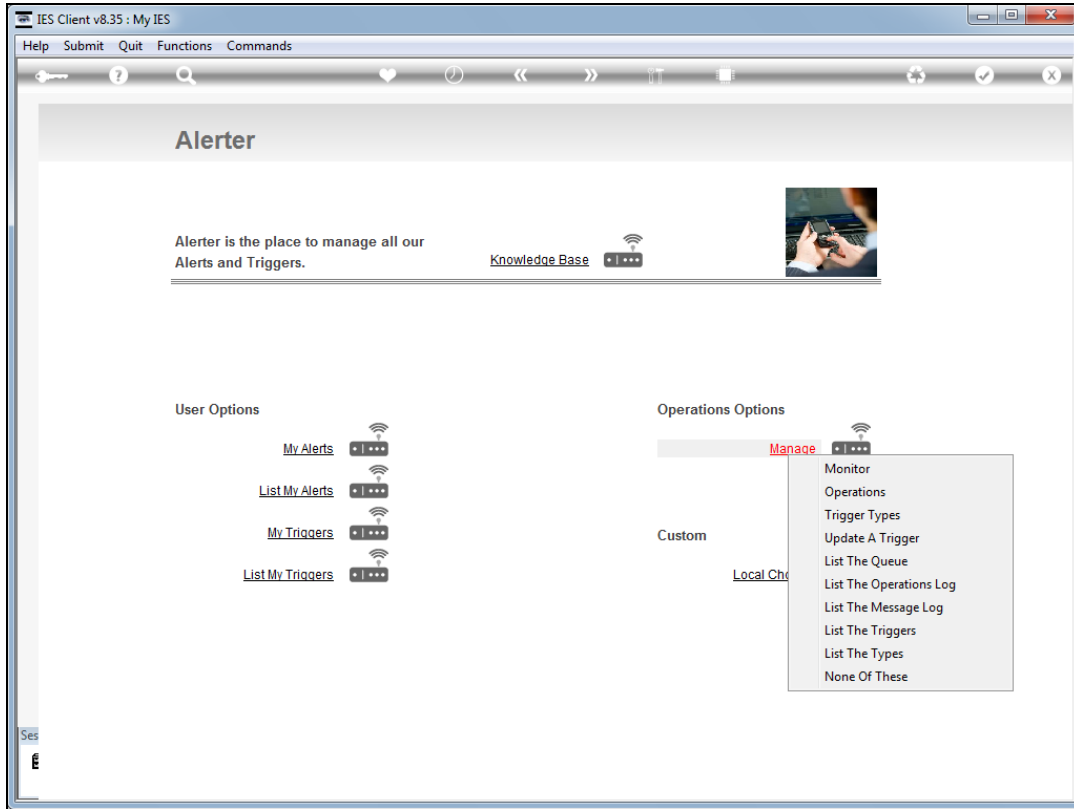 IES Client v8.35 : My IES
Help Submit Quit Functions Commands
Alerter
Alerter is the place to manage all our
Alerts and Triggers.
Knowledge Base
User Options
My Alerts
List My Alerts
My Triggers
List My Triggers
Operations Options
Manage
Custom
Local Cho
Monitor
Operations
Trigger Types
Update A Trigger
List The Queue
List The Operations Log
List The Message Log
List The Triggers
List The Types
None Of These
Ses